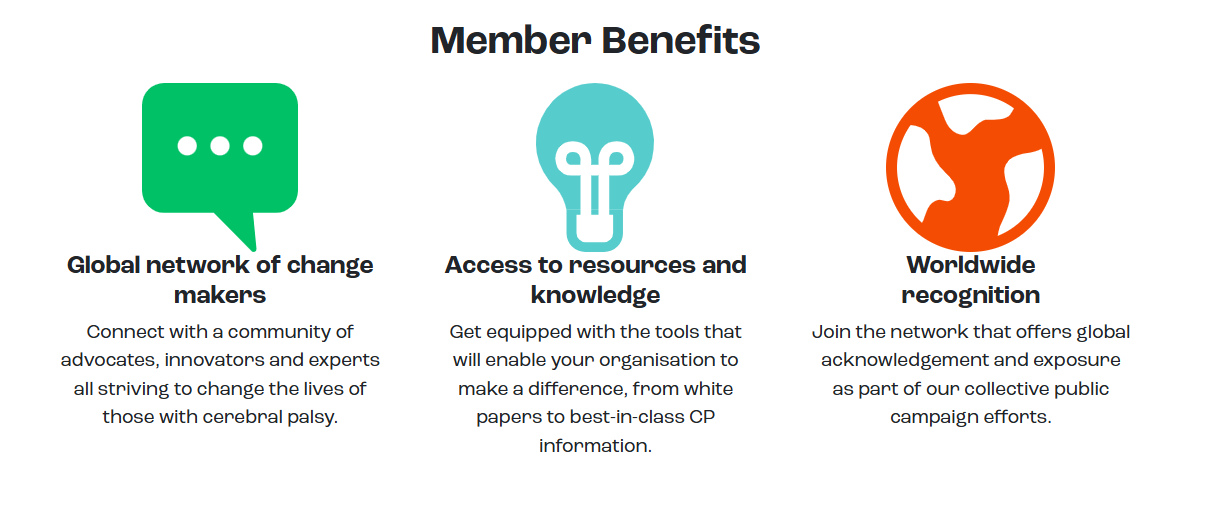 Member Benefits
Global network of change
makers
Connect with a community of
advocates, innovators and experts
all striving to change the lives of
those with cerebral palsy.
Access to resources and
knowledge
Get equipped with the tools that
will enable your organisation to
make a difference, from white
papers to best-in-class CP
information.
Worldwide
recognition
Join the network that offers global
acknowledgement and exposure
as part of our collective public
campaign efforts.